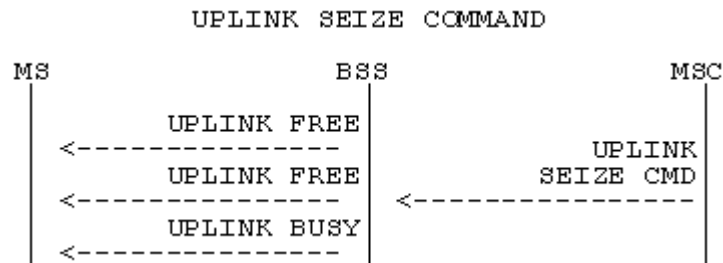 UPLINK SEIZE COMMAND
MS BSS MSC
UPLINK FREE
UPLINK
UPLINK FREE SEIZE CMD
UPLINK BUSY